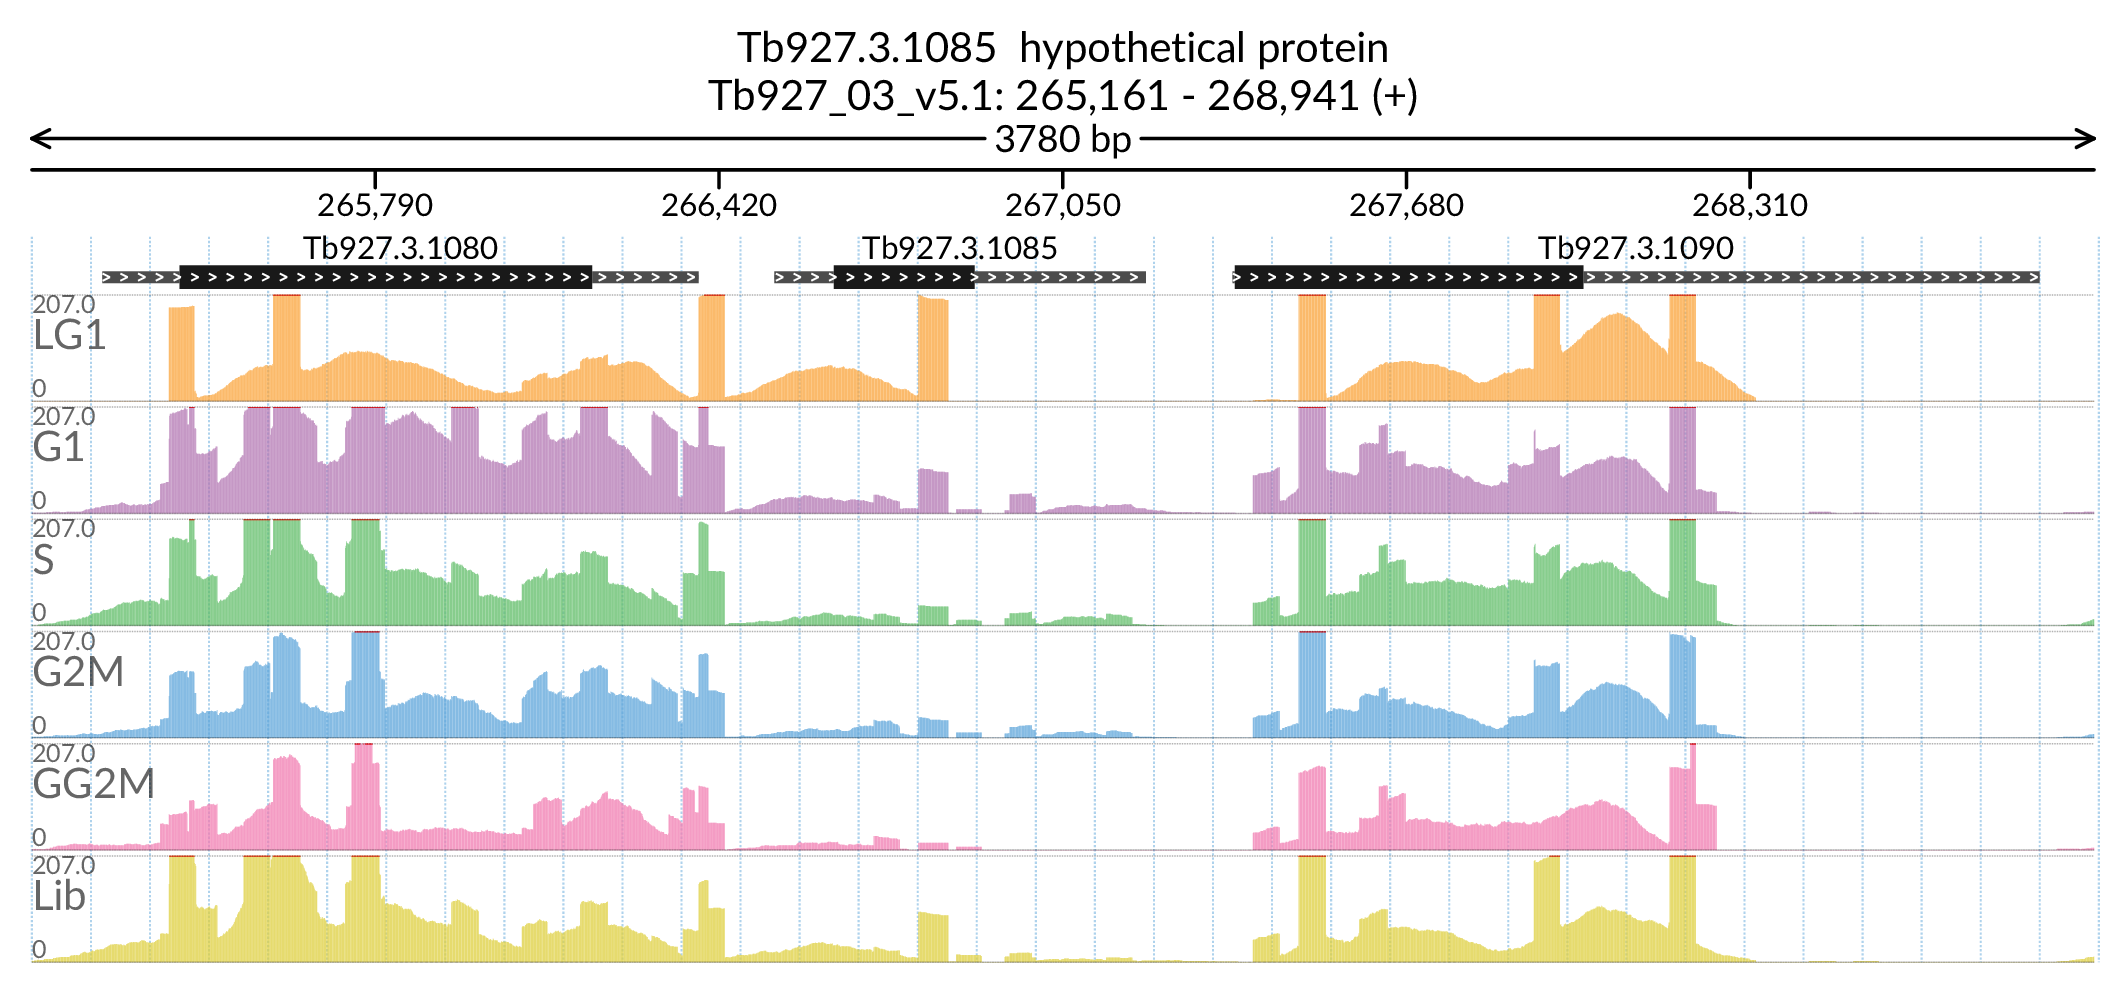 Tb927.3.1085  hypothetical protein
Tb927_03_v5.1: 265,161 - 268,941 (+)
3780 bp
265,790 266,420 267,050 267,680 268,310
Tb927.3.1080 Tb927.3.1085 Tb927.3.1090
207.0
LG1
0
207.0
G1
0
207.0
S
0
207.0
G2M
0
207.0
GG2M
0
207.0
Lib
0